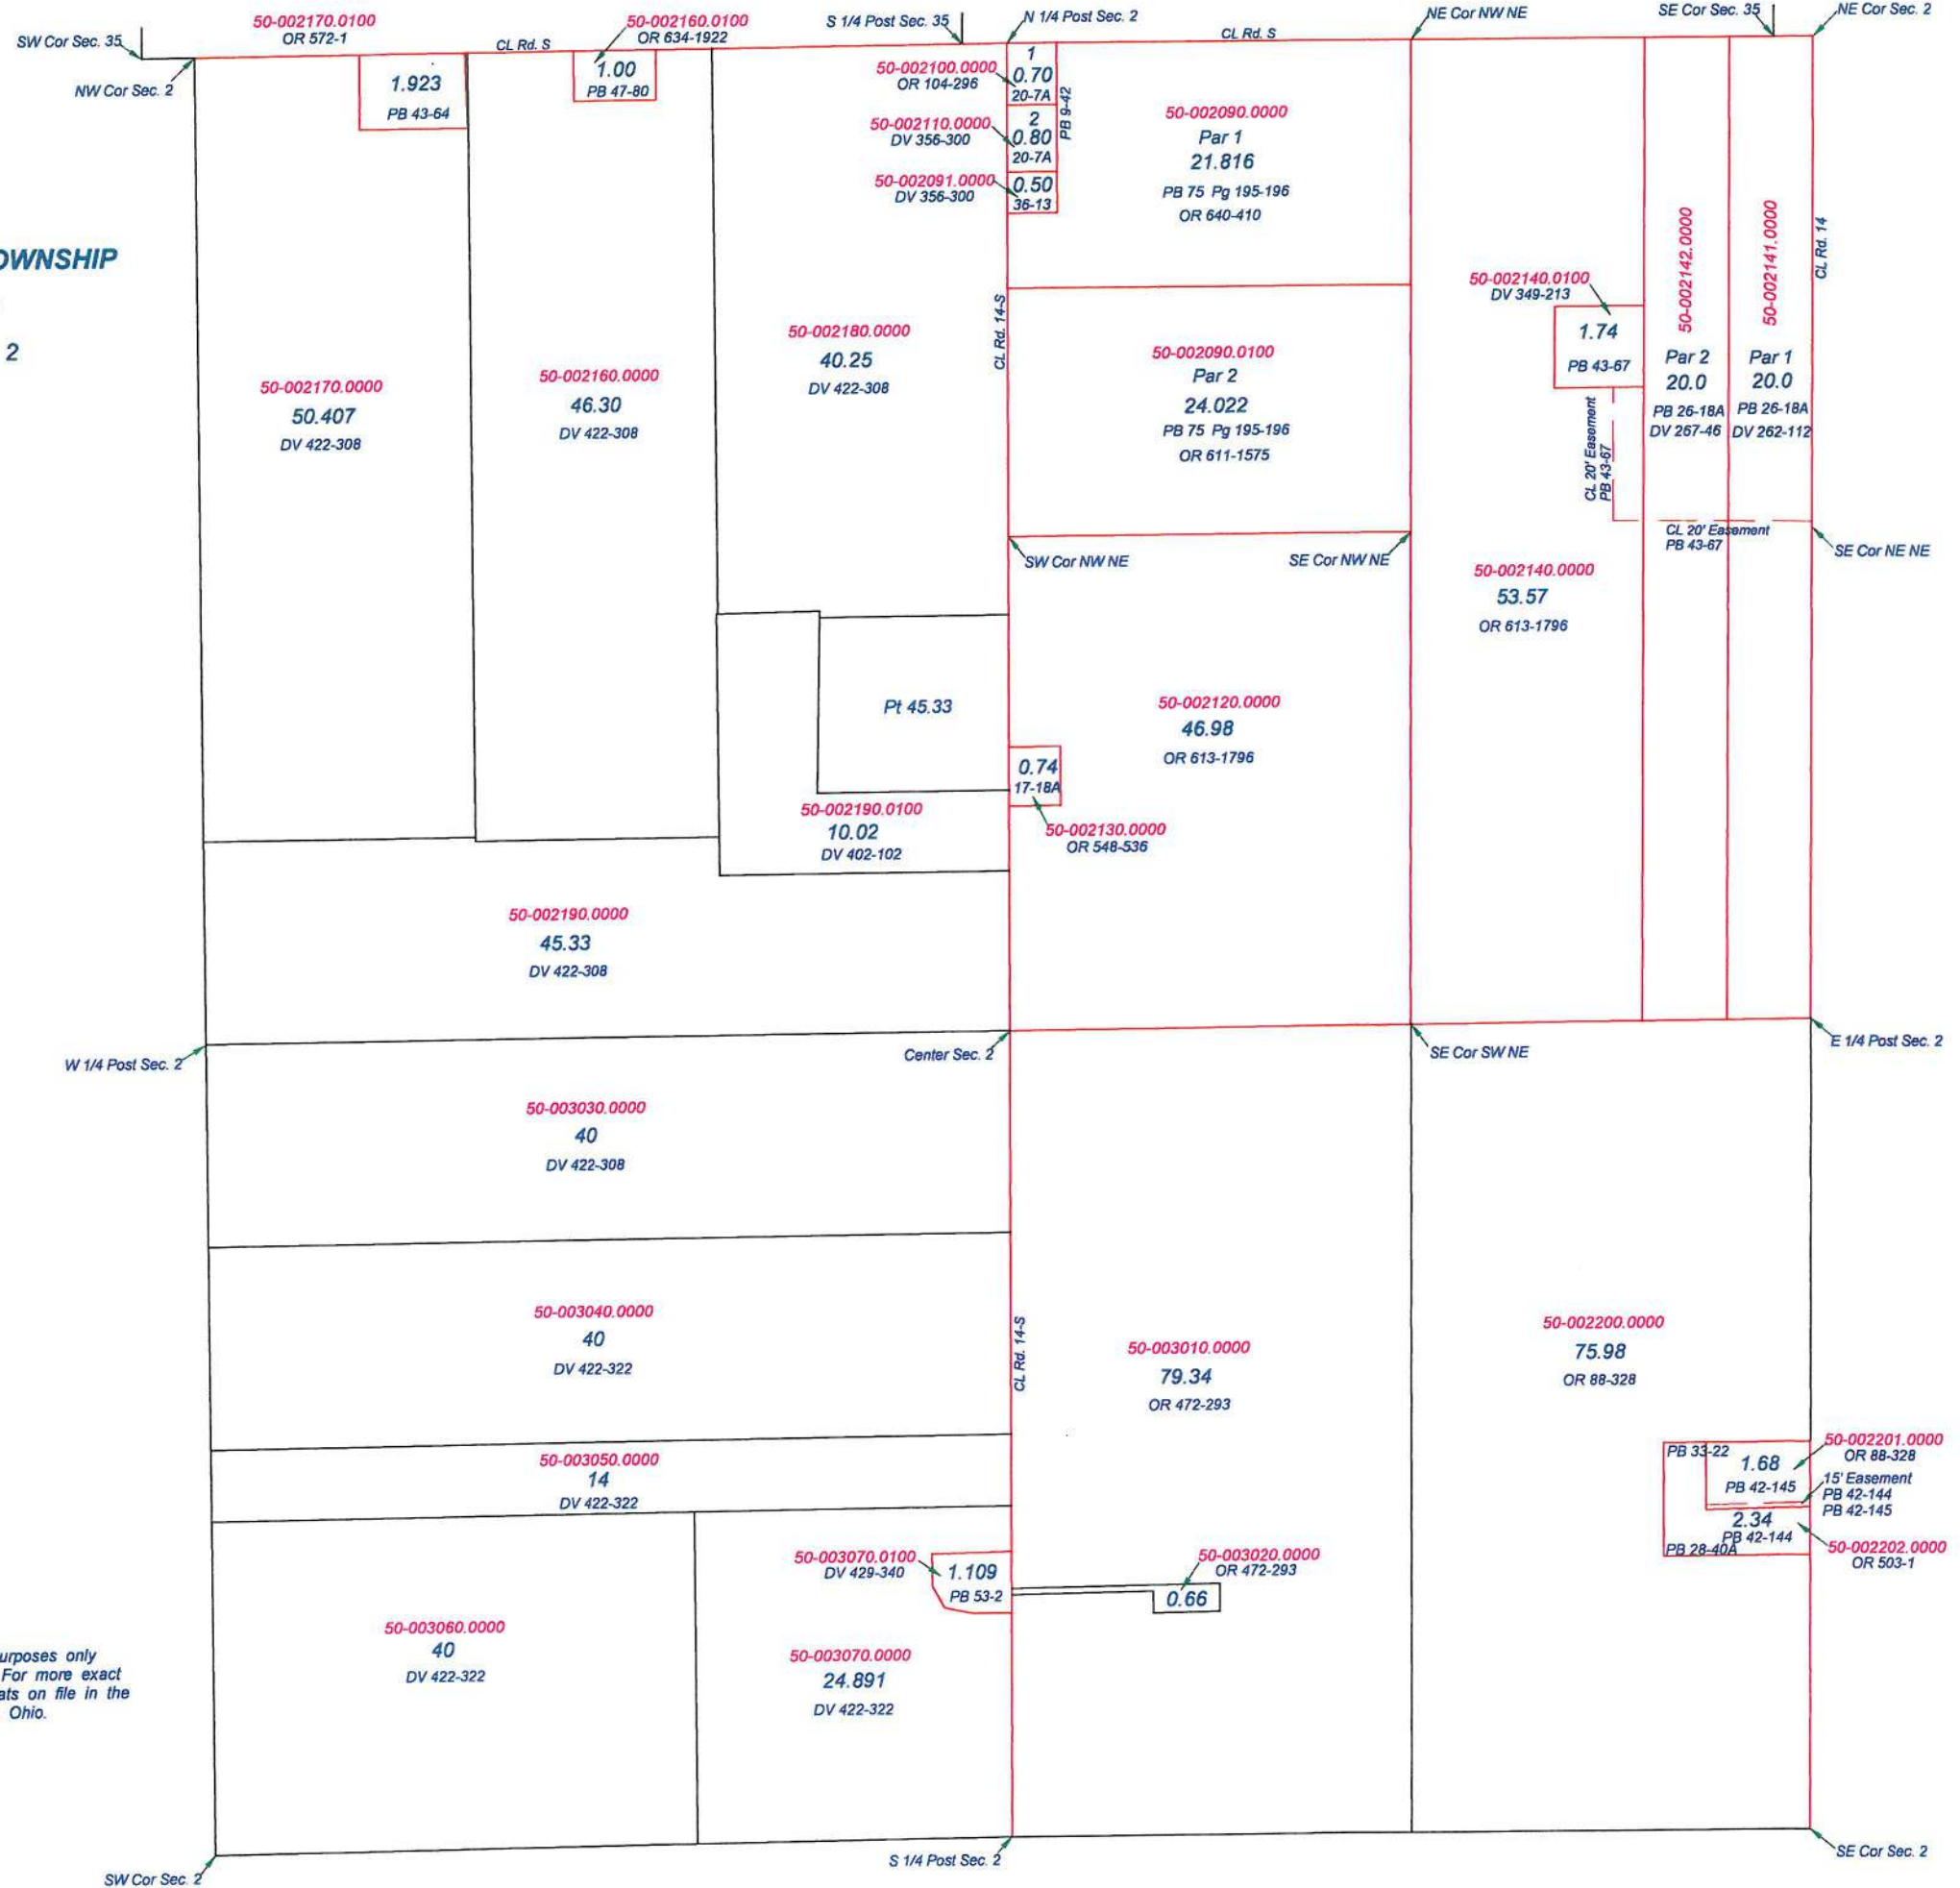 50-002170.0100
OR 572-1
50-002160.0100
OR 634-1922
S 1/4 Post Sec. 35
N 1/4 Post Sec. 2
NE Cor NW NE
SE Cor Sec. 35
NE Cor Sec. 2
SW Cor Sec. 35
CL Rd. S
CL Rd. S
NW Cor Sec. 2
1.923
PB 43-64
1.00
PB 47-80
50-002100.0000
OR 104-296
1
0.70
20-7A
PB 9-42
50-002110.0000
DV 356-300
2
0.80
20-7A
50-002091.0000
DV 356-300
0.50
36-13
50-002090.0000
Par 1
21.816
PB 75 Pg 195-196
OR 640-410
OWNSHIP
2
50-002142.0000
Par 2
20.0
PB 26-18A
DV 267-46
50-002141.0000
Par 1
20.0
PB 26-18A
DV 262-112
CL Rd. 14
50-002140.0100
DV 349-213
1.74
PB 43-67
CL 20' Easement
PB 43-67
CL 20' Easement
PB 43-67
SE Cor NE NE
CL Rd. 14-S
50-002170.0000
50.407
DV 422-308
50-002160.0000
46.30
DV 422-308
50-002180.0000
40.25
DV 422-308
50-002090.0100
Par 2
24.022
PB 75 Pg 195-196
OR 611-1575
SW Cor NW NE
SE Cor NW NE
50-002140.0000
53.57
OR 613-1796
Pt 45.33
50-002120.0000
46.98
OR 613-1796
0.74
17-18A
50-002130.0000
OR 548-536
50-002190.0100
10.02
DV 402-102
50-002190.0000
45.33
DV 422-308
W 1/4 Post Sec. 2
Center Sec. 2
SE Cor SW NE
E 1/4 Post Sec. 2
50-003030.0000
40
DV 422-308
50-003040.0000
40
DV 422-322
CL Rd. 14-S
50-003010.0000
79.34
OR 472-293
50-002200.0000
75.98
OR 88-328
50-003050.0000
14
DV 422-322
PB 33-22
1.68
PB 42-145
50-002201.0000
OR 88-328
15' Easement
PB 42-144
PB 42-145
2.34
PB 42-144
PB 28-40A
50-002202.0000
OR 503-1
50-003070.0100
DV 429-340
1.109
PB 53-2
50-003020.0000
OR 472-293
0.66
50-003060.0000
40
DV 422-322
50-003070.0000
24.891
DV 422-322
urposes only
For more exact
ats on file in the
Ohio.
SW Cor Sec. 2
S 1/4 Post Sec. 2
SE Cor Sec. 2